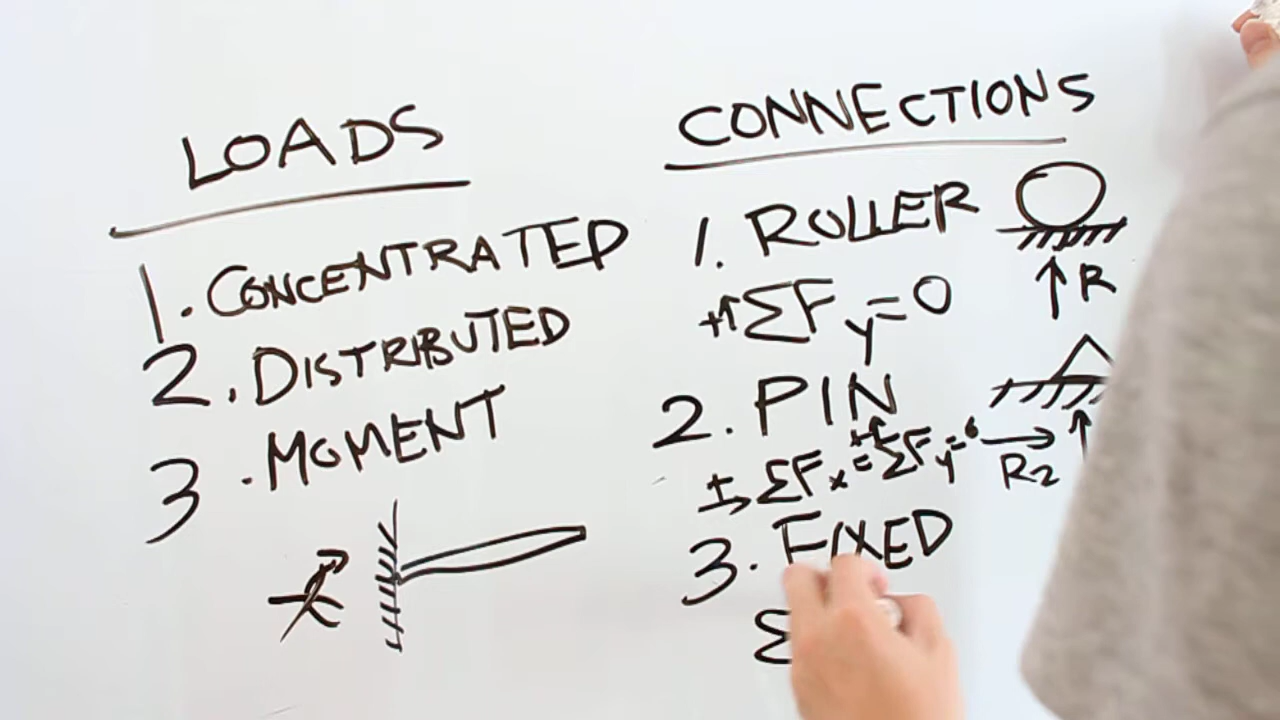 LOADS
1. CONCENTRATED
2. DISTRIBUTED
3. MOMENT
CONNECTIONS
1. ROLLER
R
+↑ΣFy=0
2. PIN
+→ΣFx= +↑ΣFy=0
R2
3. FIXED
Σ